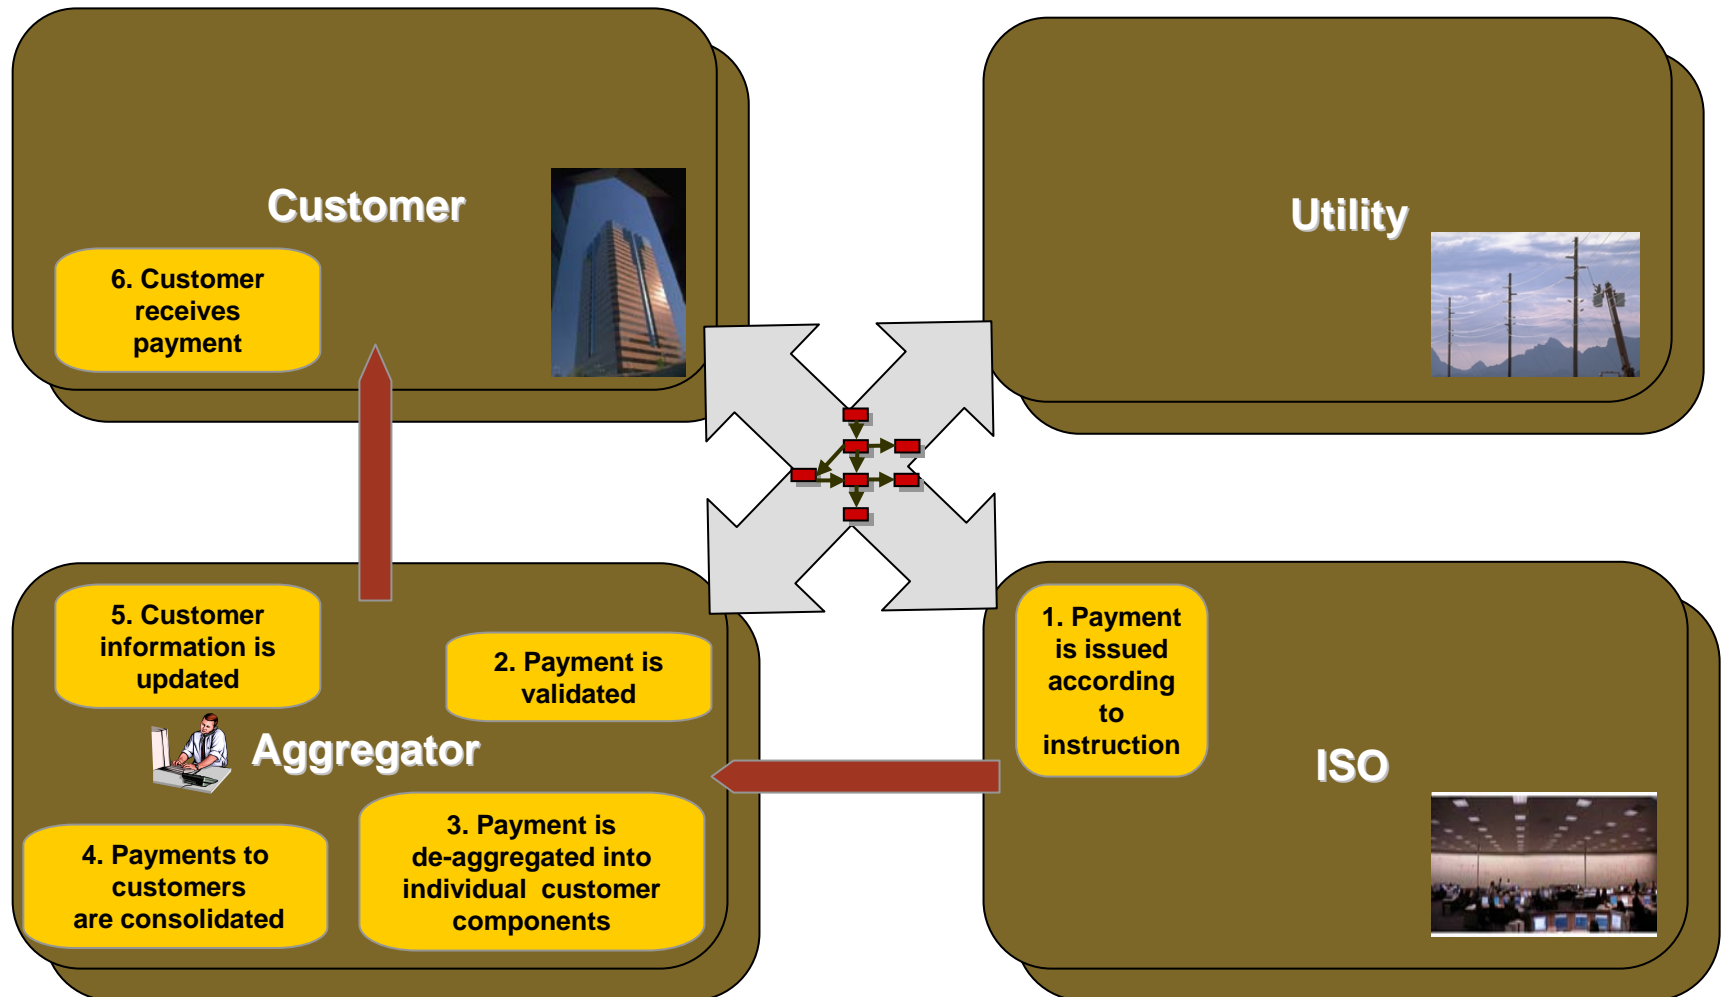 Customer
6. Customer
receives
payment
Utility
5. Customer
information is
updated
2. Payment is
validated
Aggregator
4. Payments to
customers
are consolidated
3. Payment is
de-aggregated into
individual customer
components
1. Payment
is issued
according
to
instruction
ISO